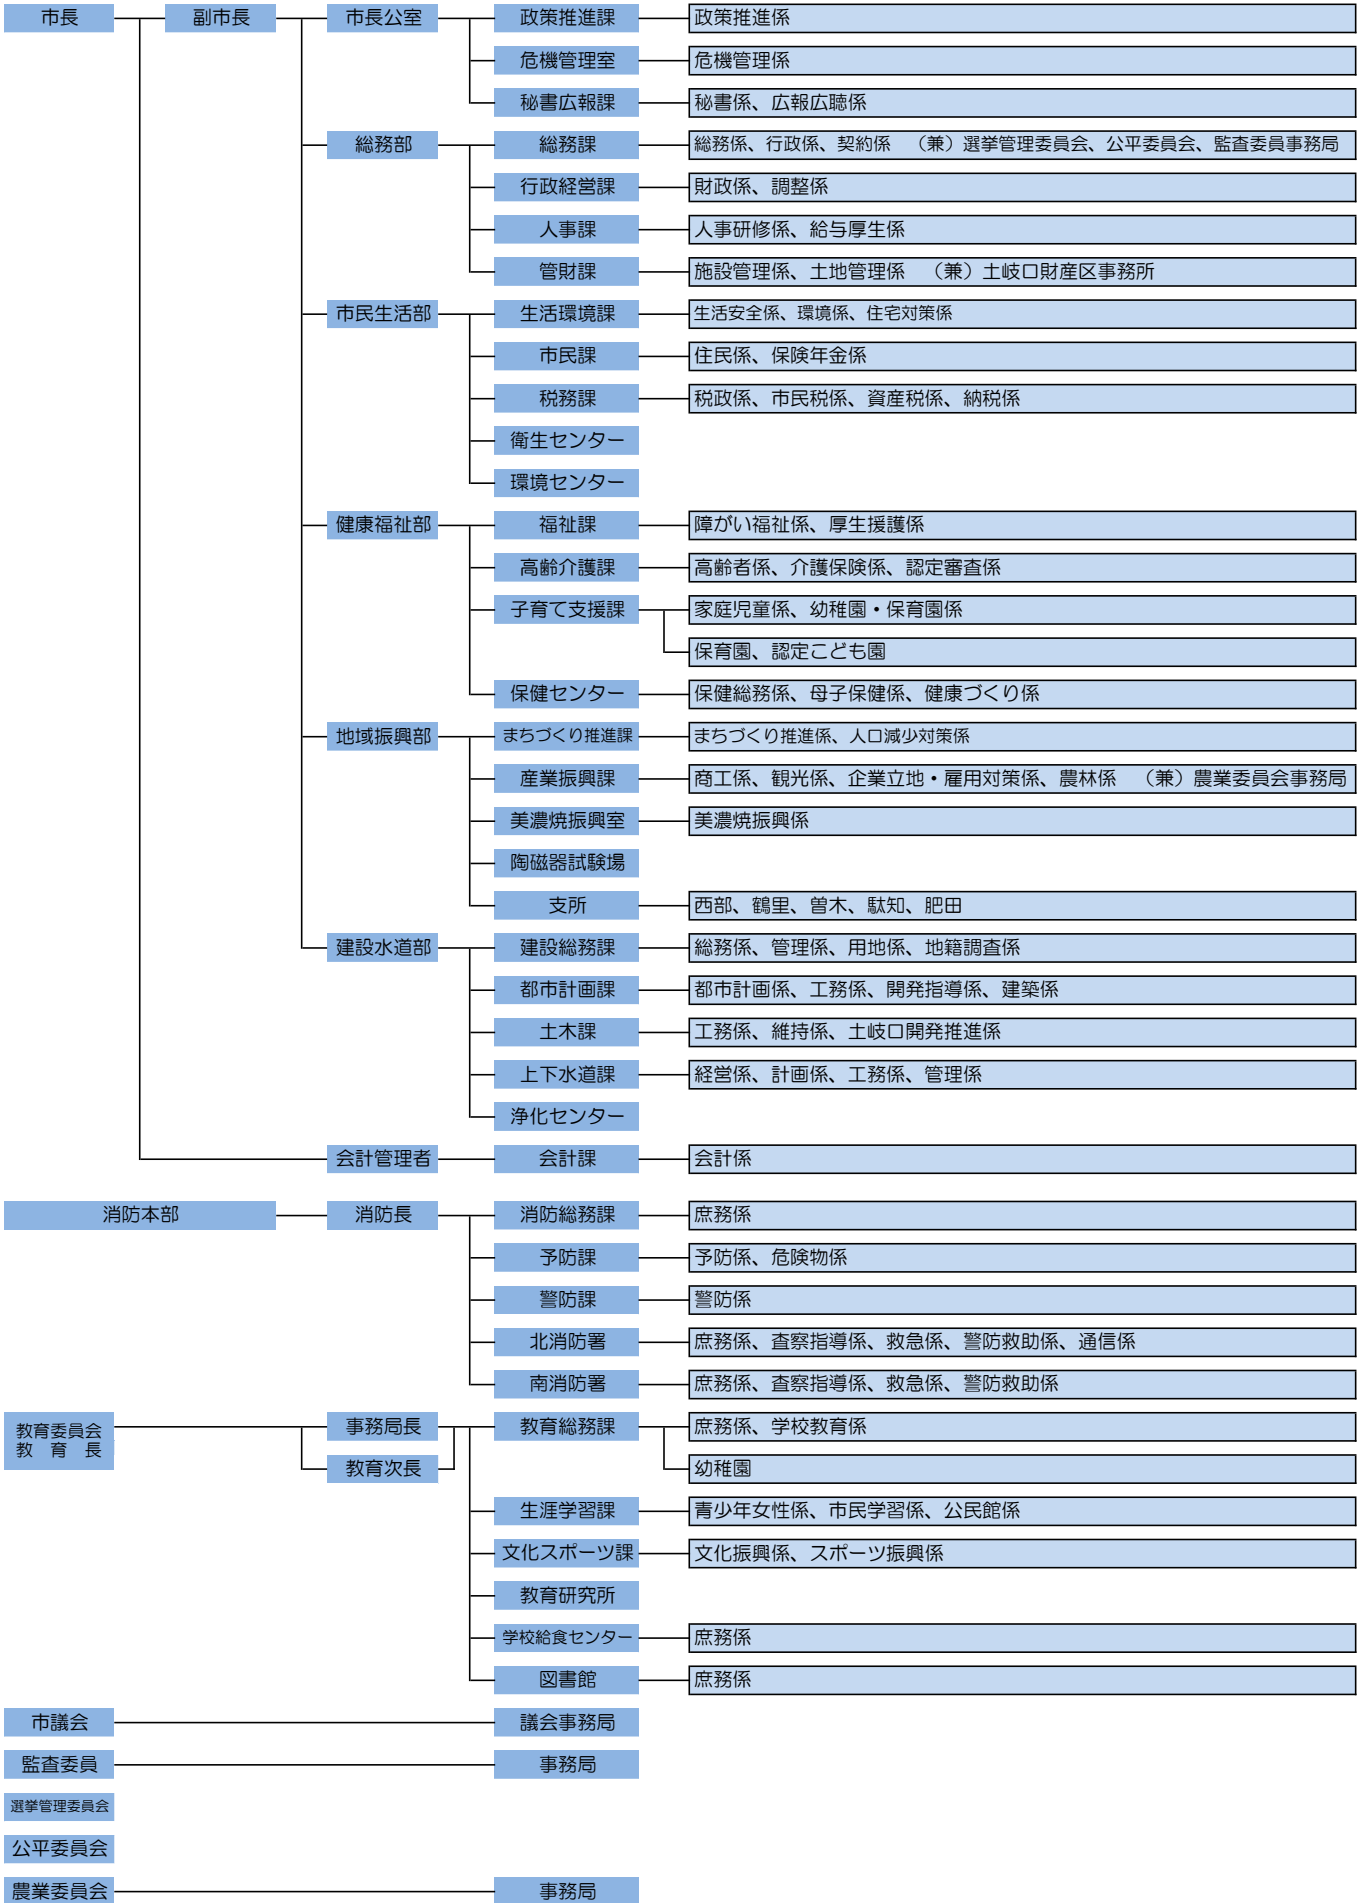 市長 副市長 市長公室 政策推進課 政策推進係
危機管理室 危機管理係
秘書広報課 秘書係、広報広聴係
総務部 総務課 総務係、行政係、契約係　（兼）選挙管理委員会、公平委員会、監査委員事務局
行政経営課 財政係、調整係
人事課 人事研修係、給与厚生係
管財課 施設管理係、土地管理係　（兼）土岐口財産区事務所
市民生活部 生活環境課 生活安全係、環境係、住宅対策係
市民課 住民係、保険年金係
税務課 税政係、市民税係、資産税係、納税係
衛生センター
環境センター
健康福祉部 福祉課 障がい福祉係、厚生援護係
高齢介護課 高齢者係、介護保険係、認定審査係
子育て支援課 家庭児童係、幼稚園・保育園係
保育園、認定こども園
保健センター 保健総務係、母子保健係、健康づくり係
地域振興部 まちづくり推進課 まちづくり推進係、人口減少対策係
産業振興課 商工係、観光係、企業立地・雇用対策係、農林係　（兼）農業委員会事務局
美濃焼振興室 美濃焼振興係
陶磁器試験場
支所 西部、鶴里、曽木、駄知、肥田
建設水道部 建設総務課 総務係、管理係、用地係、地籍調査係
都市計画課 都市計画係、工務係、開発指導係、建築係
土木課 工務係、維持係、土岐口開発推進係
上下水道課 経営係、計画係、工務係、管理係
浄化センター
会計管理者 会計課 会計係
消防本部 消防長 消防総務課 庶務係
予防課 予防係、危険物係
警防課 警防係
北消防署 庶務係、査察指導係、救急係、警防救助係、通信係
南消防署 庶務係、査察指導係、救急係、警防救助係
教育委員会
教　育　長
事務局長 教育総務課 庶務係、学校教育係
教育次長 幼稚園
生涯学習課 青少年女性係、市民学習係、公民館係
文化スポーツ課 文化振興係、スポーツ振興係
教育研究所
学校給食センター 庶務係
図書館 庶務係
市議会 議会事務局
監査委員 事務局
選挙管理委員会
公平委員会
農業委員会 事務局